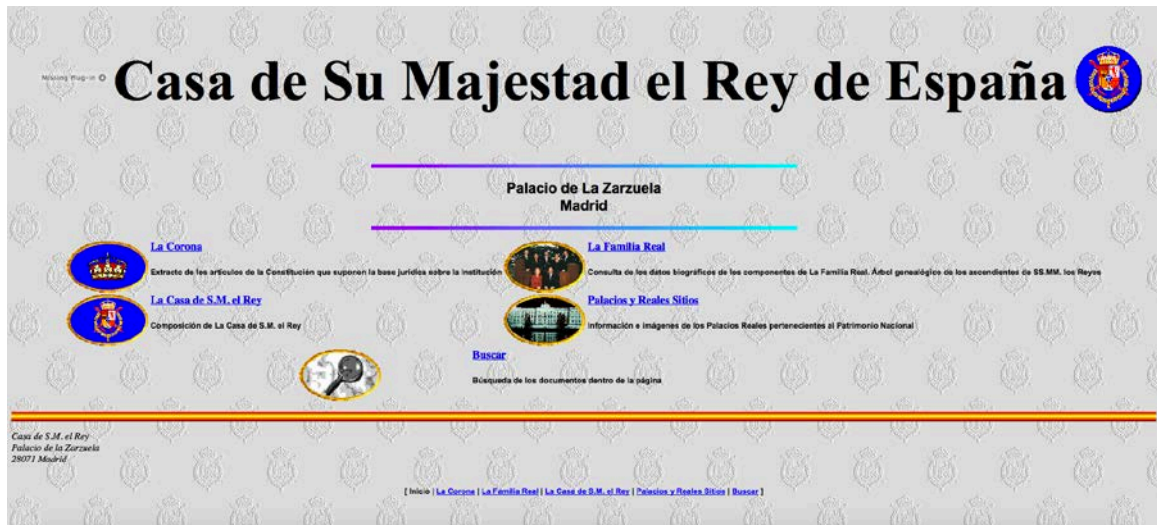 Missing Plug-in
Casa de Su Majestad el Rey de España
Palacio de La Zarzuela
Madrid
La Corona
Extracto de los artículos de la Constitución que suponen la base jurídica sobre la Institución
La Familia Real
Consulta de los datos biográficos de los componentes de La Familia Real. Árbol genealógico de los ascendientes de SS.MM. los Reyes
La Casa de S.M. el Rey
Composición de La Casa de S.M. el Rey
Palacios y Reales Sitios
Información e imágenes de los Palacios Reales pertenecientes al Patrimonio Nacional
Buscar
Búsqueda de los documentos dentro de la página
Casa de S.M. el Rey
Palacio de la Zarzuela
28071 Madrid
[ Inicio | La Corona | La Familia Real | La Casa de S.M. el Rey | Palacios y Reales Sitios | Buscar ]